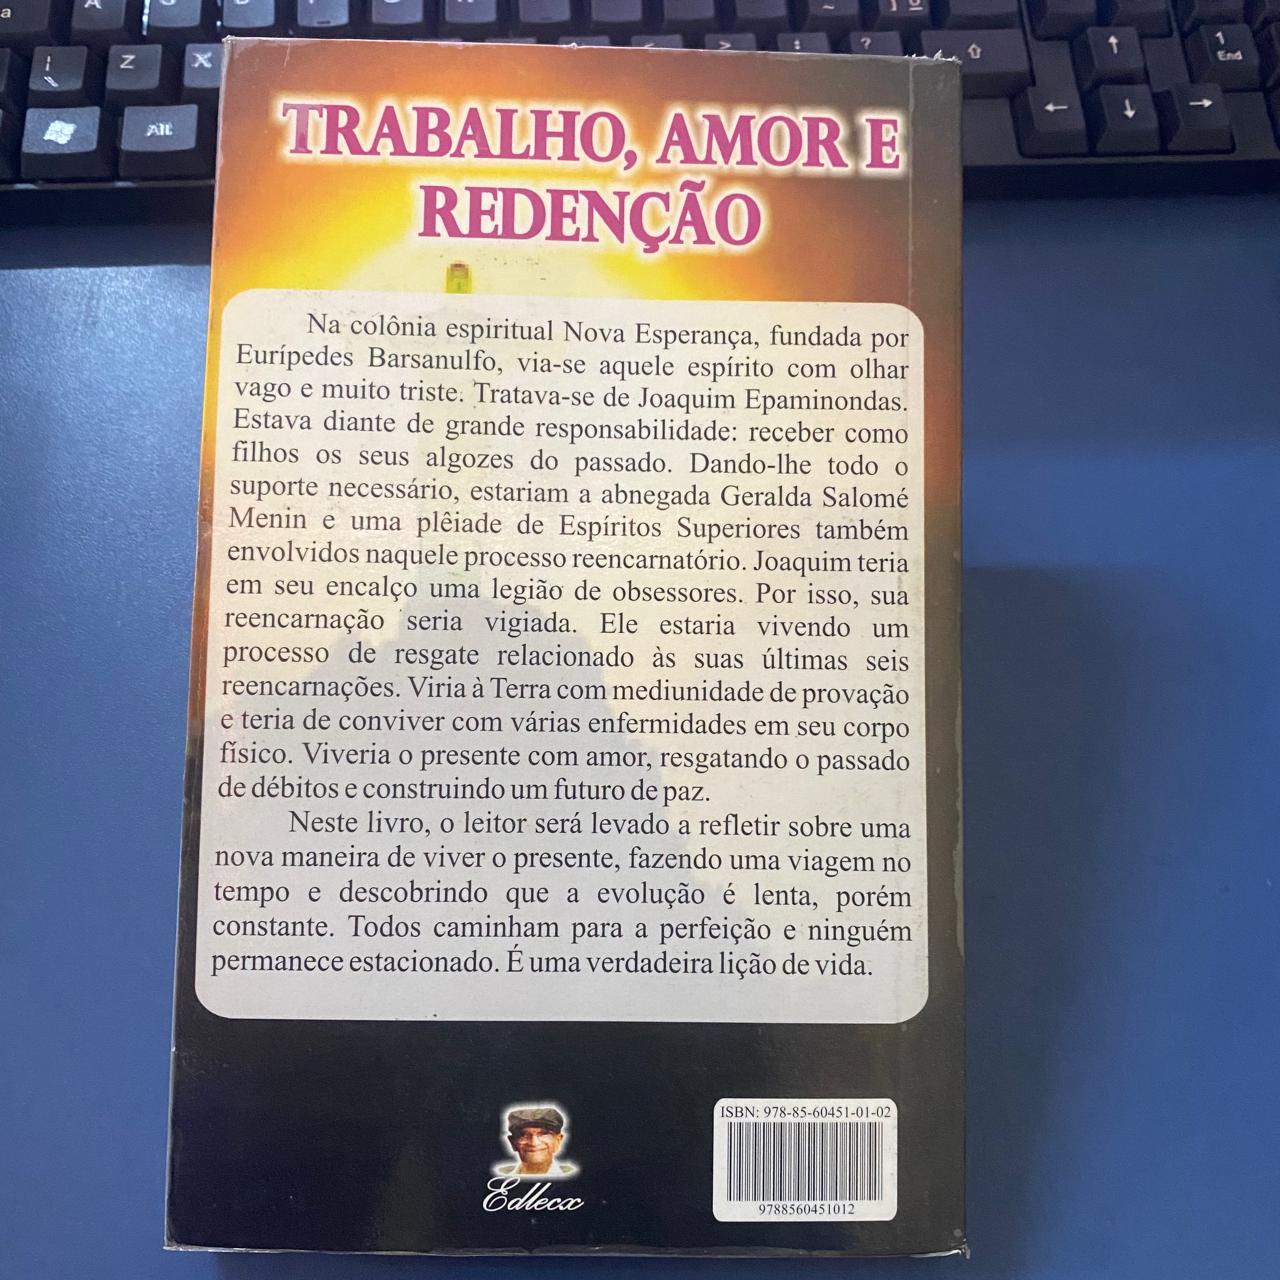 A
Z
X
Alt
<
>
:
;
?
1
End
TRABALHO, AMOR E
REDENÇÃO
Na colônia espiritual Nova Esperança, fundada por
Eurípedes Barsanulfo, via-se aquele espírito com olhar
vago e muito triste. Tratava-se de Joaquim Epaminondas.
Estava diante de grande responsabilidade: receber como
filhos os seus algozes do passado. Dando-lhe todo o
suporte necessário, estariam a abnegada Geralda Salomé
Menin e uma plêiade de Espíritos Superiores também
envolvidos naquele processo reencarnatório. Joaquim teria
em seu encalço uma legião de obsessores. Por isso, sua
reencarnação seria vigiada. Ele estaria vivendo um
processo de resgate relacionado às suas últimas seis
reencarnações. Viria à Terra com mediunidade de provação
e teria de conviver com várias enfermidades em seu corpo
físico. Viveria o presente com amor, resgatando o passado
de débitos e construindo um futuro de paz.
Neste livro, o leitor será levado a refletir sobre uma
nova maneira de viver o presente, fazendo uma viagem no
tempo e descobrindo que a evolução é lenta, porém
constante. Todos caminham para a perfeição e ninguém
permanece estacionado. É uma verdadeira lição de vida.
Edlecx
ISBN: 978-85-60451-01-02
9788560451012